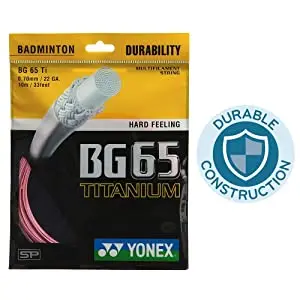 BADMINTON
DURABILITY
BG 65 Ti
0.70mm / 22 GA.
10m / 33feet
MULTIFILAMENT
STRING
HARD FEELING
BG65
TITANIUM
SP
YONEX
DURABLE
CONSTRUCTION